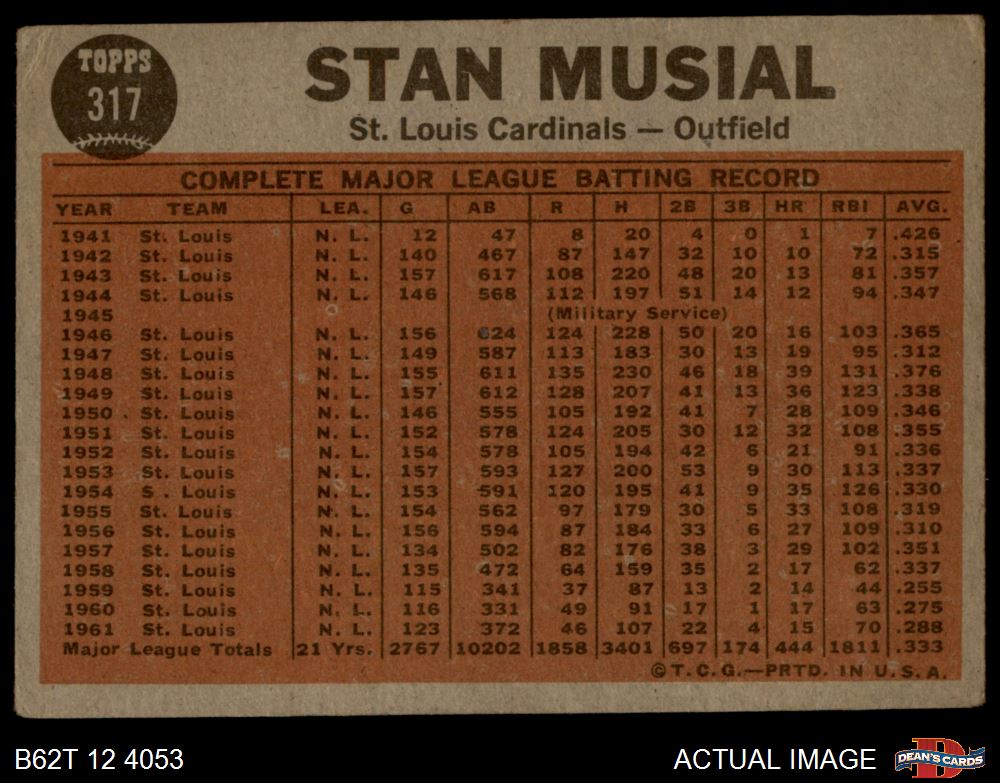 TOPPS
317
STAN MUSIAL
St. Louis Cardinals — Outfield
COMPLETE MAJOR LEAGUE BATTING RECORD
YEAR TEAM LEA. G AB R H 2B 3B HR RBI AVG.
1941 St. Louis N. L. 12 47 8 20 4 0 1 7 .426
1942 St. Louis N. L. 140 467 87 147 32 10 10 72 .315
1943 St. Louis N. L. 157 617 108 220 48 20 13 81 .357
1944 St. Louis N. L. 146 568 112 197 51 14 12 94 .347
1945 (Military Service)
1946 St. Louis N. L. 156 624 124 228 50 20 16 103 .365
1947 St. Louis N. L. 149 587 113 183 30 13 19 95 .312
1948 St. Louis N. L. 155 611 135 230 46 18 39 131 .376
1949 St. Louis N. L. 157 612 128 207 41 13 36 123 .338
1950 St. Louis N. L. 146 555 105 192 41 7 28 109 .346
1951 St. Louis N. L. 152 578 124 205 30 12 32 108 .355
1952 St. Louis N. L. 154 578 105 194 42 6 21 91 .336
1953 St. Louis N. L. 157 593 127 200 53 9 30 113 .337
1954 S . Louis N. L. 153 591 120 195 41 9 35 126 .330
1955 St. Louis N. L. 154 562 97 179 30 5 33 108 .319
1956 St. Louis N. L. 156 594 87 184 33 6 27 109 .310
1957 St. Louis N. L. 134 502 82 176 38 3 29 102 .351
1958 St. Louis N. L. 135 472 64 159 35 2 17 62 .337
1959 St. Louis N. L. 115 341 37 87 13 2 14 44 .255
1960 St. Louis N. L. 116 331 49 91 17 1 17 63 .275
1961 St. Louis N. L. 123 372 46 107 22 4 15 70 .288
Major League Totals 21 Yrs. 2767 10202 1858 3401 697 174 444 1811 .333
© T. C. G.—PRTD. IN U. S. A.
B62T 12 4053
ACTUAL IMAGE
D
DEAN'S CARDS